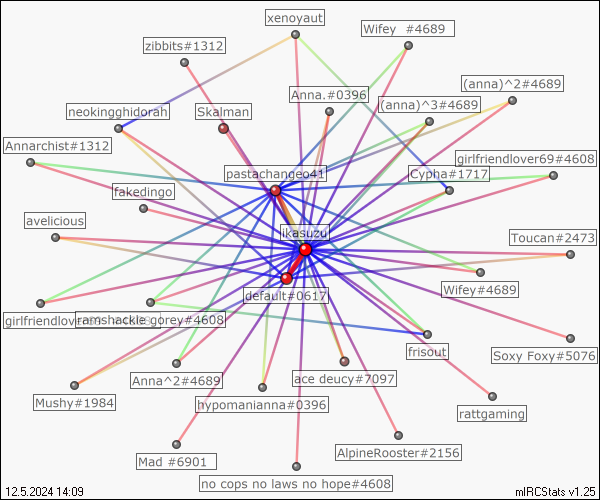 xenoyaut
Wifey #4689
zibbits#1312
(anna)^2#4689
Anna.#0396
(anna)^3#4689
neokingghidorah
Skalman
Annarchist#1312
girlfriendlover69#4608
pastachangeo41
Cypha#1717
fakedingo
avelicious
ikasuzu
Toucan#2473
Wifey#4689
default#0617
ramshackle gorey#4608
frisout
Soxy Foxy#5076
Anna^2#4689
ace deucy#7097
Mushy#1984
hypomanianna#0396
rattgaming
AlpineRooster#2156
Mad #6901
no cops no laws no hope#4608
12.5.2024 14:09
mIRCStats v1.25